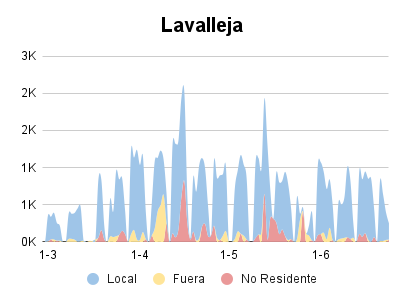 Lavalleja
3K
2K
2K
1K
1K
0K
1-3 1-4 1-5 1-6
Local Fuera No Residente